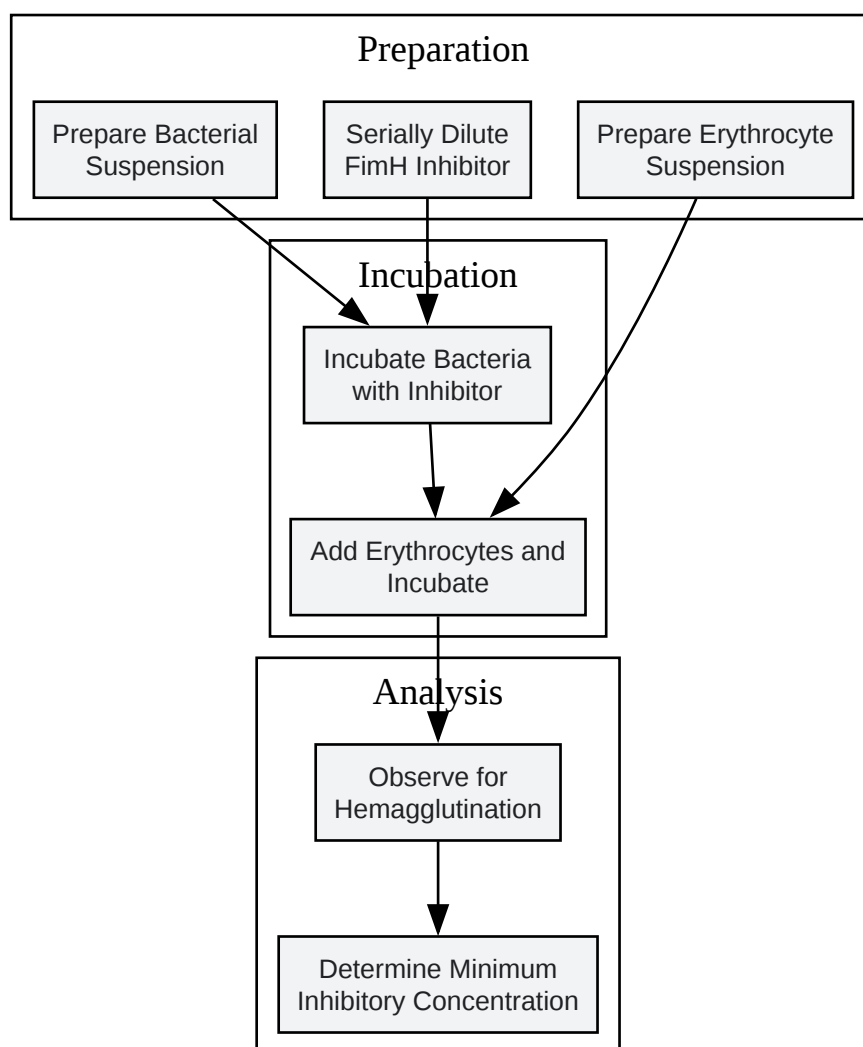 Preparation
Prepare Bacterial
Suspension
Serially Dilute
FimH Inhibitor
Prepare Erythrocyte
Suspension
Incubation
Incubate Bacteria
with Inhibitor
Add Erythrocytes and
Incubate
Analysis
Observe for
Hemagglutination
Determine Minimum
Inhibitory Concentration